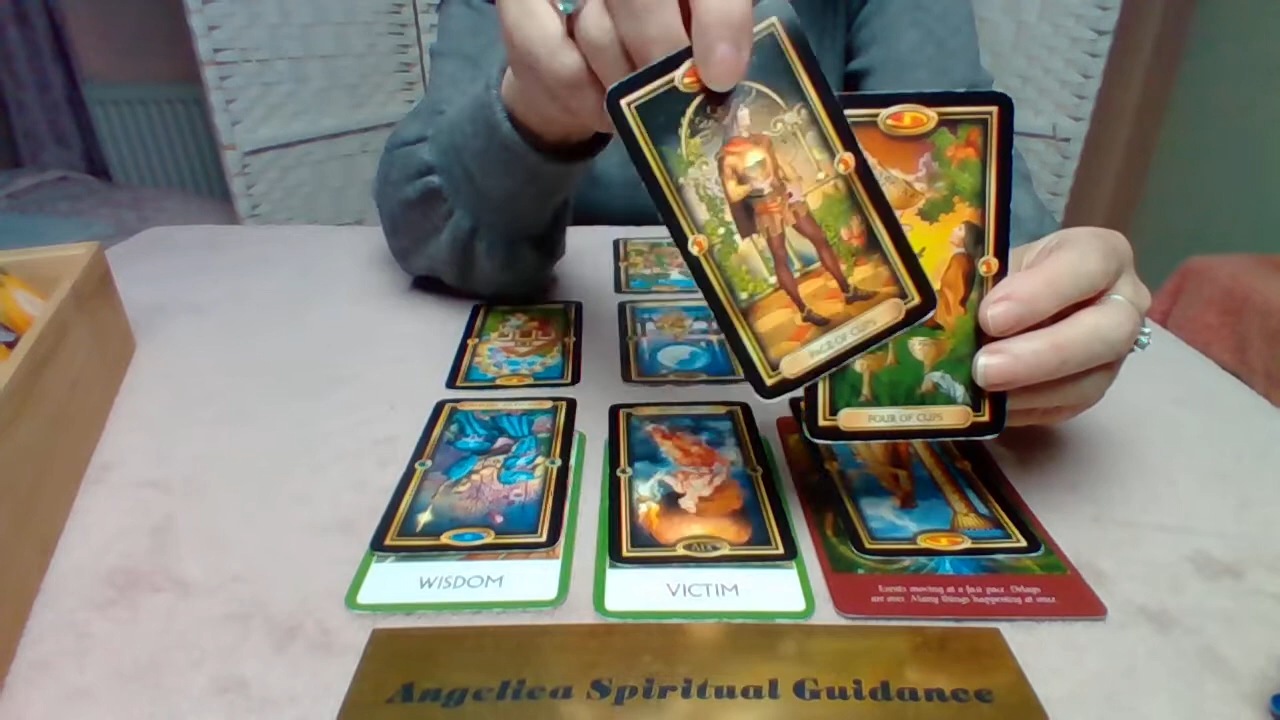 PAGE OF CUPS
FOUR OF CUPS
WISDOM
VICTIM
Events moving at a fast pace. Delays
are over. Many things happening at once.
Angelica Spiritual Guidance